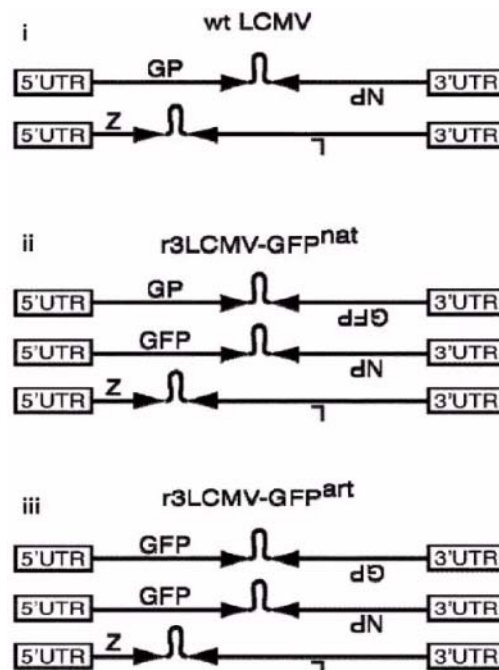 i wt LCMV
5'UTR GP NP 3'UTR
5'UTR Z L 3'UTR
ii r3LCMV-GFPnat
5'UTR GP GFP 3'UTR
5'UTR GFP NP 3'UTR
5'UTR Z L 3'UTR
iii r3LCMV-GFPart
5'UTR GFP GP 3'UTR
5'UTR GFP NP 3'UTR
5'UTR Z L 3'UTR